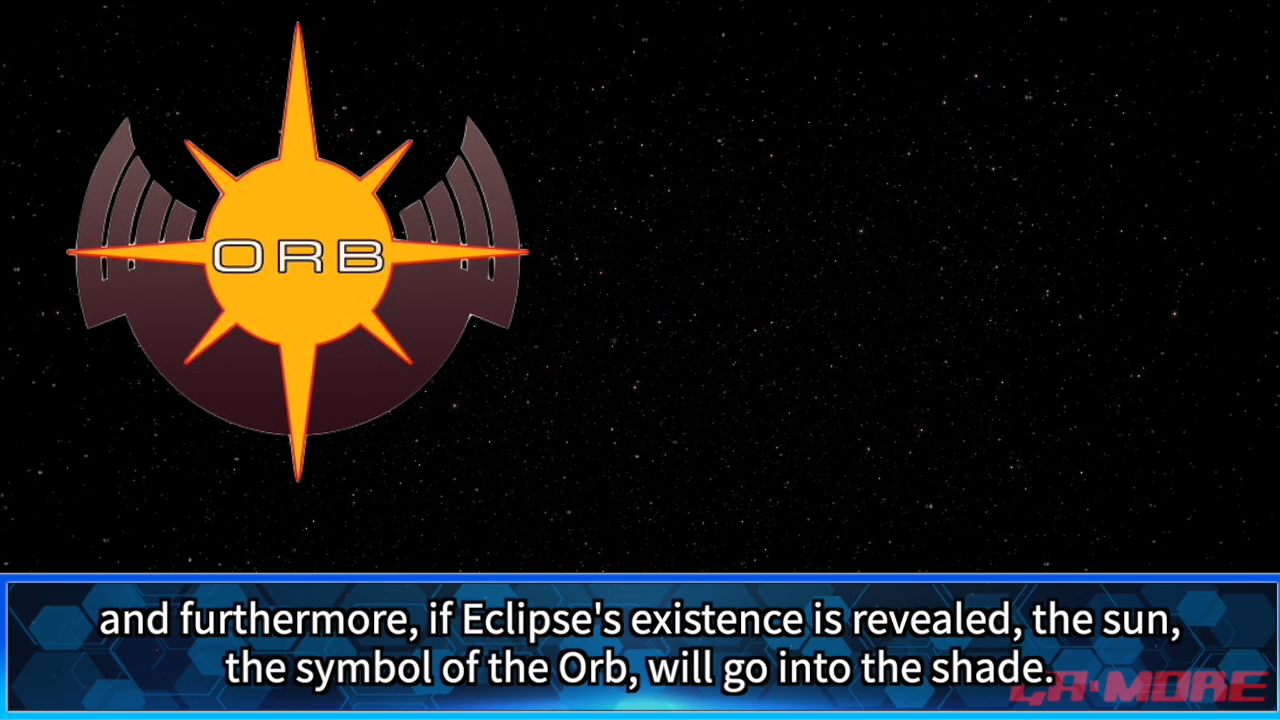 ORB
and furthermore, if Eclipse's existence is revealed, the sun,
the symbol of the Orb, will go into the shade.
GA·MORE